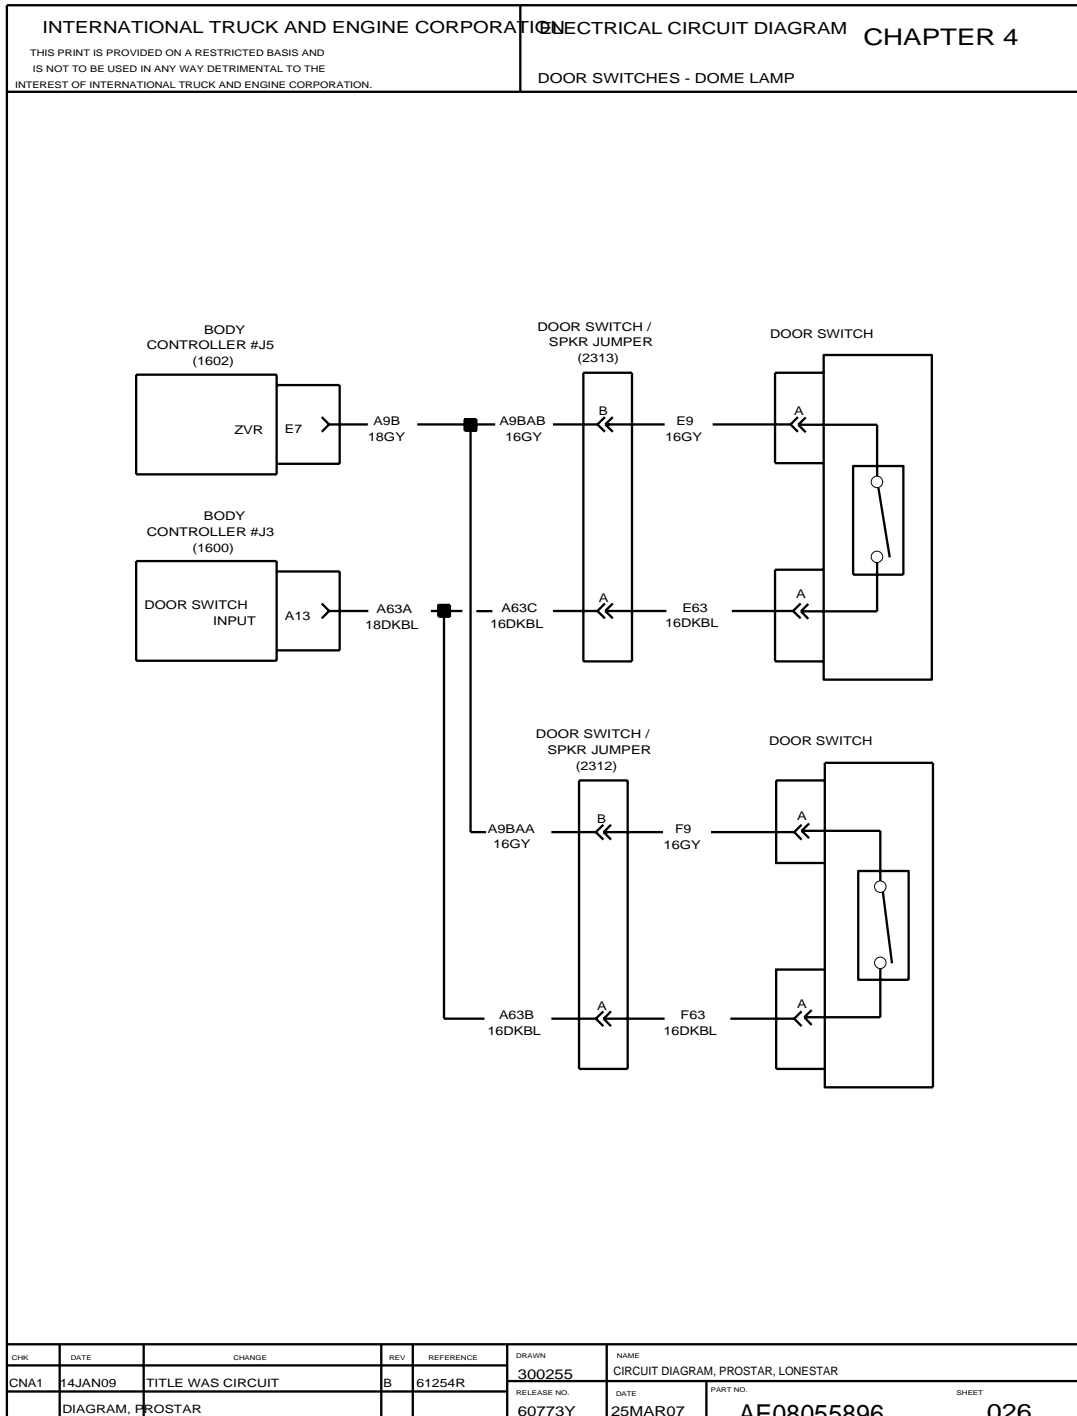 INTERNATIONAL TRUCK AND ENGINE CORPORATION
THIS PRINT IS PROVIDED ON A RESTRICTED BASIS AND
IS NOT TO BE USED IN ANY WAY DETRIMENTAL TO THE
INTEREST OF INTERNATIONAL TRUCK AND ENGINE CORPORATION.
ELECTRICAL CIRCUIT DIAGRAM
CHAPTER 4
DOOR SWITCHES - DOME LAMP
BODY
CONTROLLER #J5
(1602)
ZVR
E7
A9B
18GY
A9BAB
16GY
DOOR SWITCH /
SPKR JUMPER
(2313)
B
E9
16GY
DOOR SWITCH
A
BODY
CONTROLLER #J3
(1600)
DOOR SWITCH
INPUT
A13
A63A
18DKBL
A63C
16DKBL
A
E63
16DKBL
A
DOOR SWITCH /
SPKR JUMPER
(2312)
DOOR SWITCH
A9BAA
16GY
B
F9
16GY
A
A63B
16DKBL
A
F63
16DKBL
A
CHK
DATE
CHANGE
REV
REFERENCE
CNA1
14JAN09
TITLE WAS CIRCUIT
B
61254R
DIAGRAM, PROSTAR
DRAWN
300255
NAME
CIRCUIT DIAGRAM, PROSTAR, LONESTAR
RELEASE NO.
60773Y
DATE
25MAR07
PART NO.
AE08055896
SHEET
026